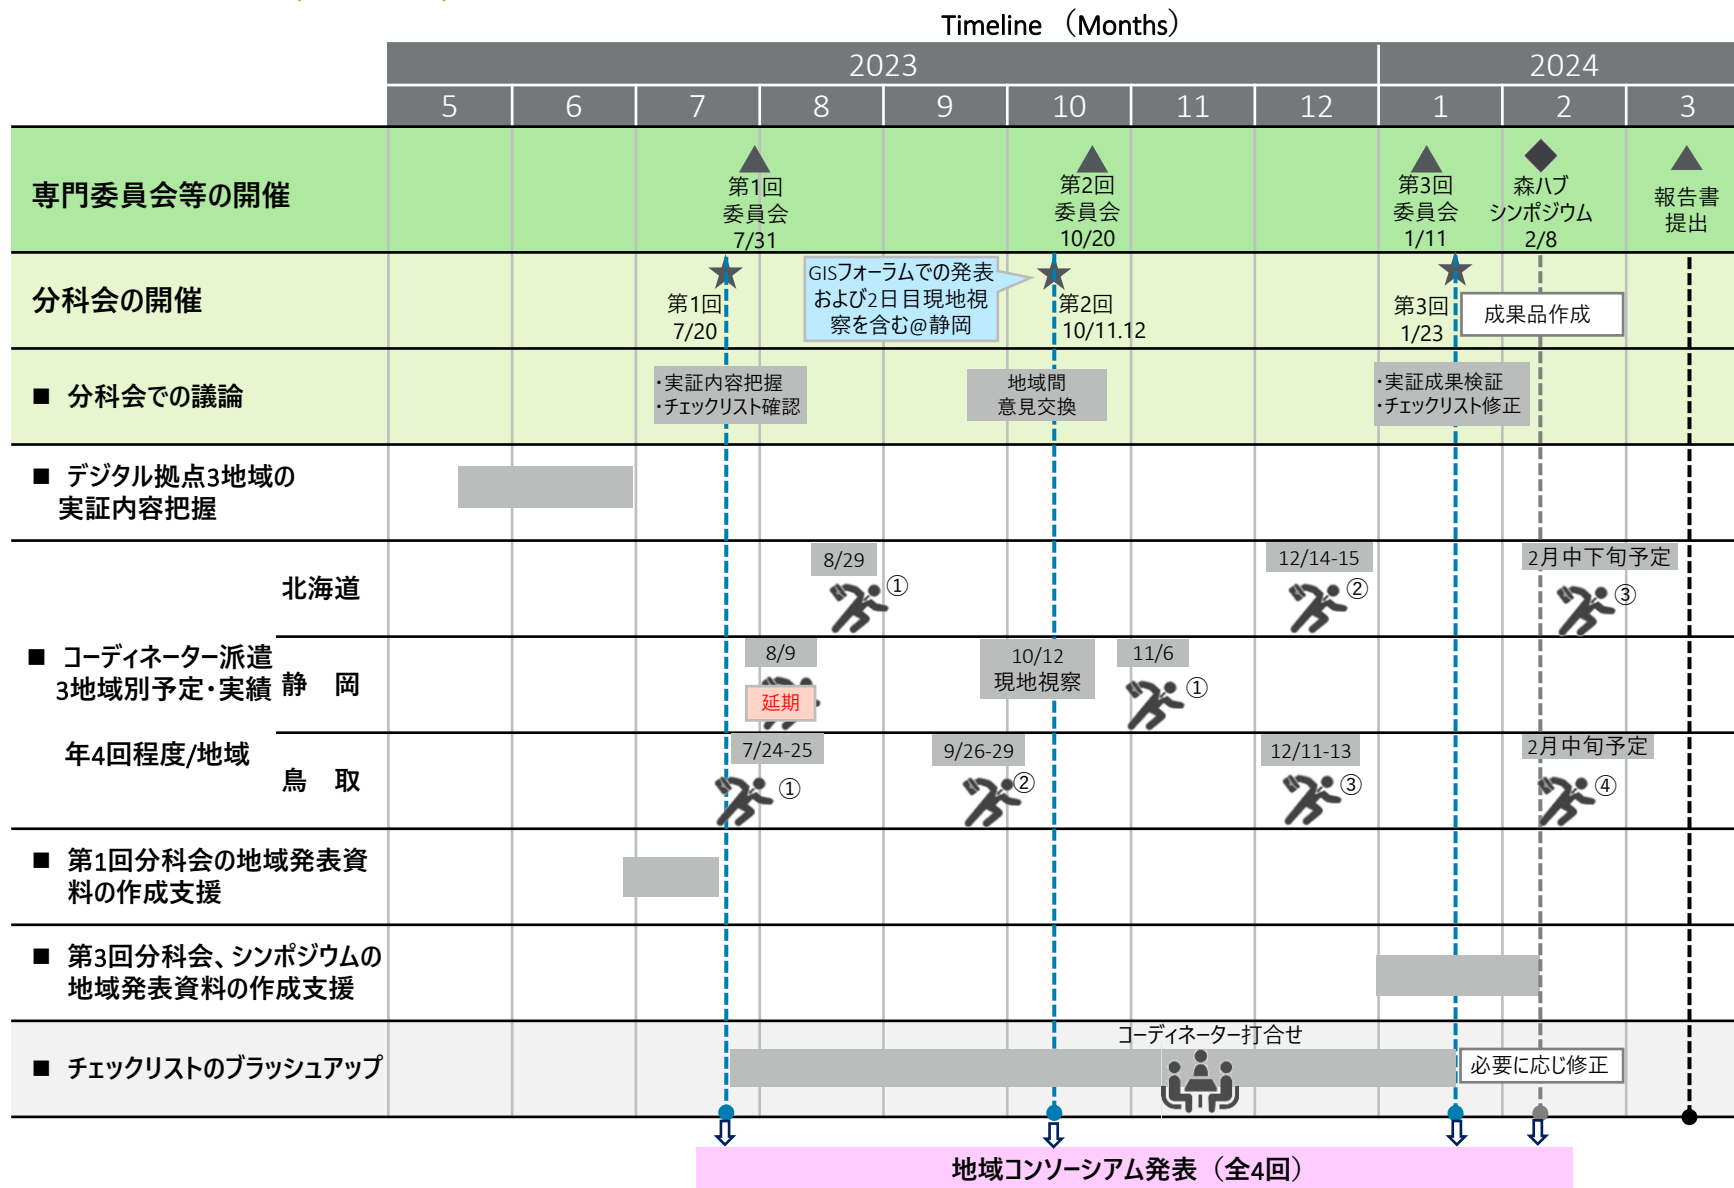 Timeline （Months）
2023
2024
5
6
7
8
9
10
11
12
1
2
3
専門委員会等の開催
第1回
委員会
7/31
第2回
委員会
10/20
第3回
委員会
1/11
森ハブ
シンポジウム
2/8
報告書
提出
分科会の開催
第1回
7/20
GISフォーラムでの発表
および2日目現地視
察を含む@静岡
第2回
10/11.12
第3回
1/23
成果品作成
■ 分科会での議論
・実証内容把握
・チェックリスト確認
地域間
意見交換
・実証成果検証
・チェックリスト修正
■ デジタル拠点3地域の
実証内容把握
■ コーディネーター派遣
3地域別予定・実績
年4回程度/地域
北海道
8/29
①
12/14-15
②
2月中下旬予定
③
静　岡
8/9
延期
10/12
現地視察
11/6
①
鳥　取
7/24-25
①
9/26-29
②
12/11-13
③
2月中旬予定
④
■ 第1回分科会の地域発表資
料の作成支援
■ 第3回分科会、シンポジウムの
地域発表資料の作成支援
■ チェックリストのブラッシュアップ
コーディネーター打合せ
必要に応じ修正
地域コンソーシアム発表（全4回）